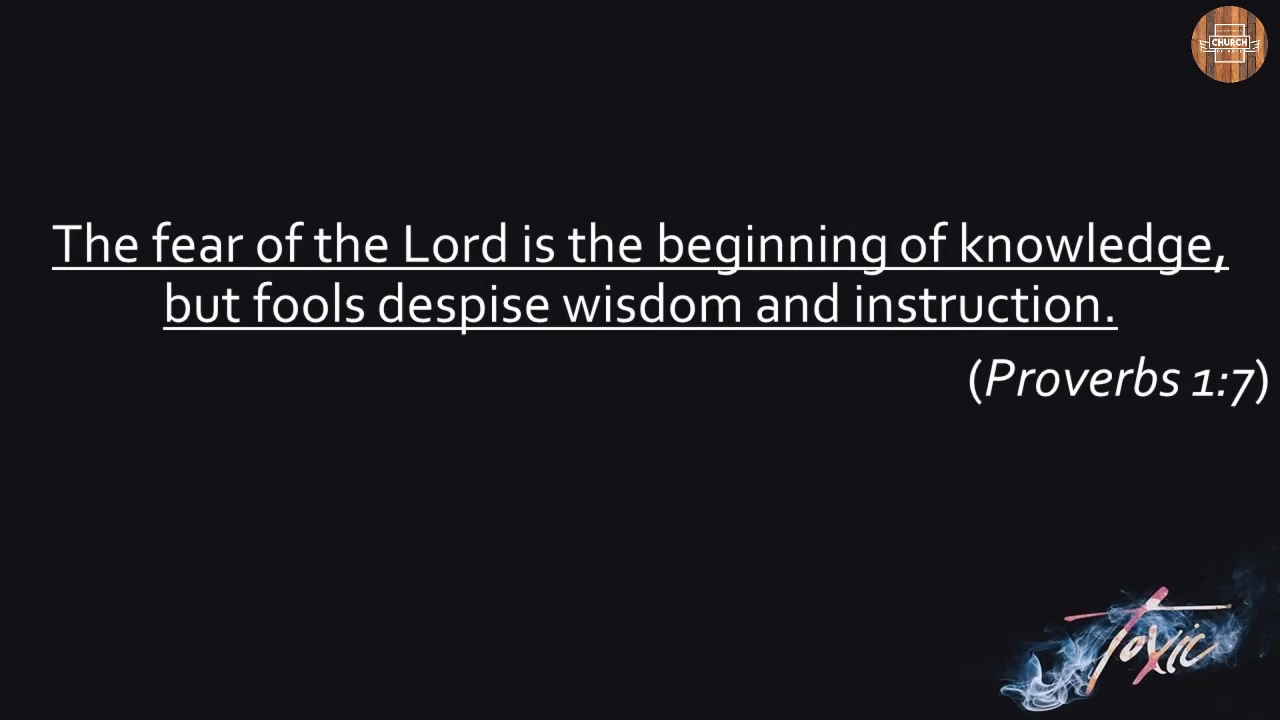 CHURCH
The fear of the Lord is the beginning of knowledge,
but fools despise wisdom and instruction.
(Proverbs 1:7)
Toxic